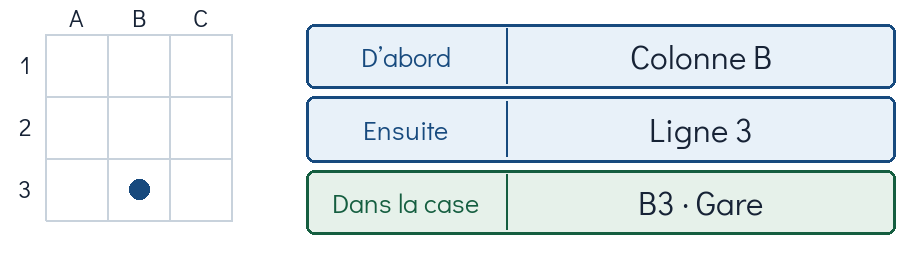 A B C
1
2
3
D’abord Colonne B
Ensuite Ligne 3
Dans la case B3 · Gare